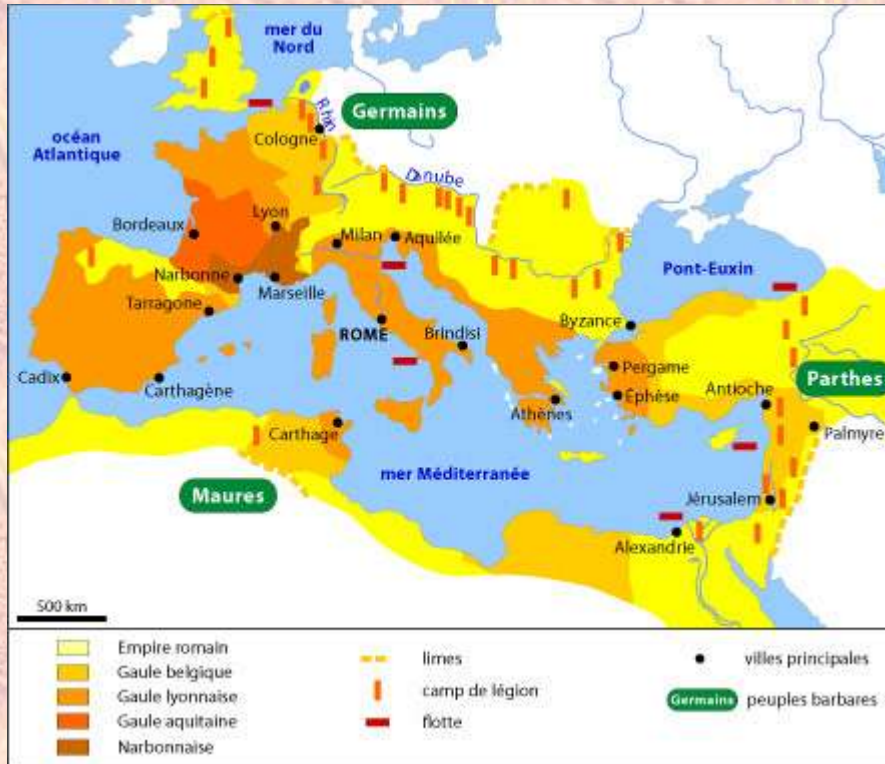 mer du
Nord
Germains
Rhin
Cologne
océan
Atlantique
Danube
Lyon
Bordeaux
Milan
Aquilée
Pont-Euxin
Narbonne
Marseille
Tarragone
Byzance
ROME
Brindisi
Pergame
Parthes
Cadix
Carthagène
Antioche
Éphèse
Athènes
Carthage
Palmyre
mer Méditerranée
Maures
Jérusalem
Alexandrie
500 km
Empire romain
Gaule belgique
Gaule lyonnaise
Gaule aquitaine
Narbonnaise
limes
camp de légion
flotte
villes principales
Germains
peuples barbares